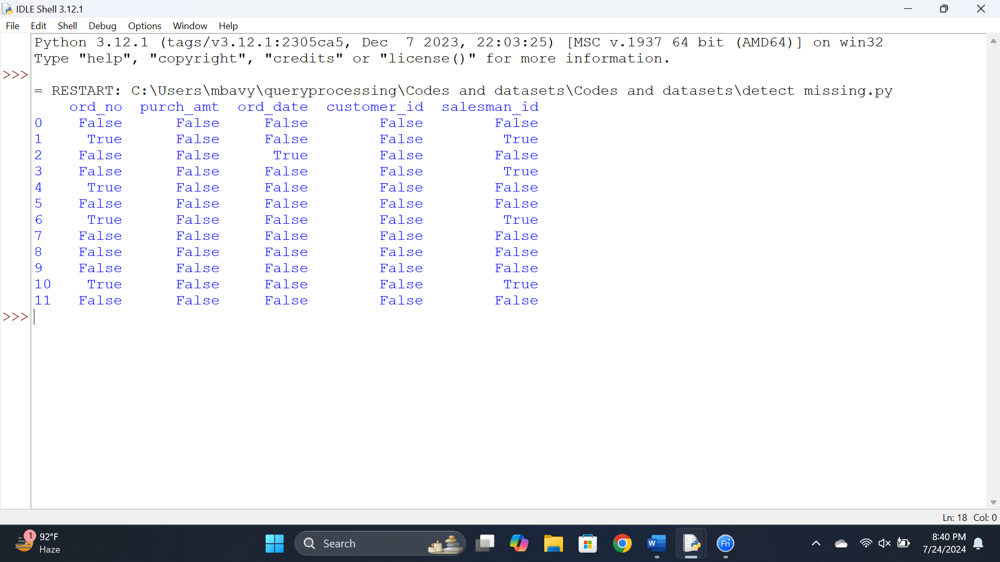 IDLE Shell 3.12.1
File Edit Shell Debug Options Window Help
Python 3.12.1 (tags/v3.12.1:2305ca5, Dec  7 2023, 22:03:25) [MSC v.1937 64 bit (AMD64)] on win32
Type "help", "copyright", "credits" or "license()" for more information.
>>>
= RESTART: C:\Users\mbavy\queryprocessing\Codes and datasets\Codes and datasets\detect missing.py
    ord_no  purch_amt  ord_date  customer_id  salesman_id
0    False      False     False        False        False
1     True      False     False        False         True
2    False      False      True        False        False
3    False      False     False        False         True
4     True      False     False        False        False
5    False      False     False        False        False
6     True      False     False        False         True
7    False      False     False        False        False
8    False      False     False        False        False
9    False      False     False        False        False
10    True      False     False        False         True
11   False      False     False        False        False
>>>
Ln: 18 Col: 0
1 92°F
Haze
Search
W
Fn
8:40 PM
7/24/2024